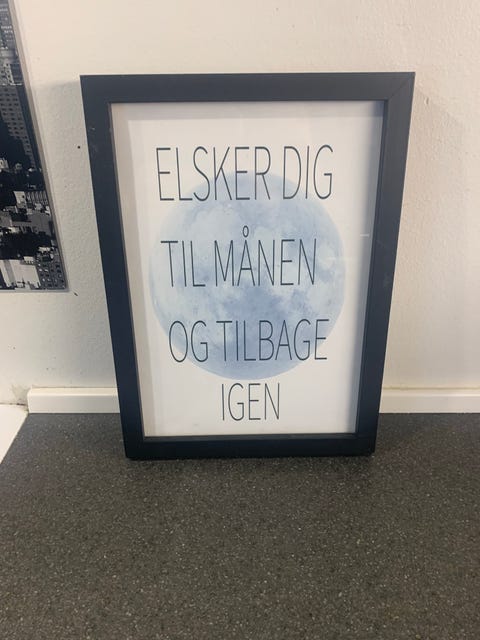 ELSKER DIG
TIL MÅNEN
OG TILBAGE
IGEN